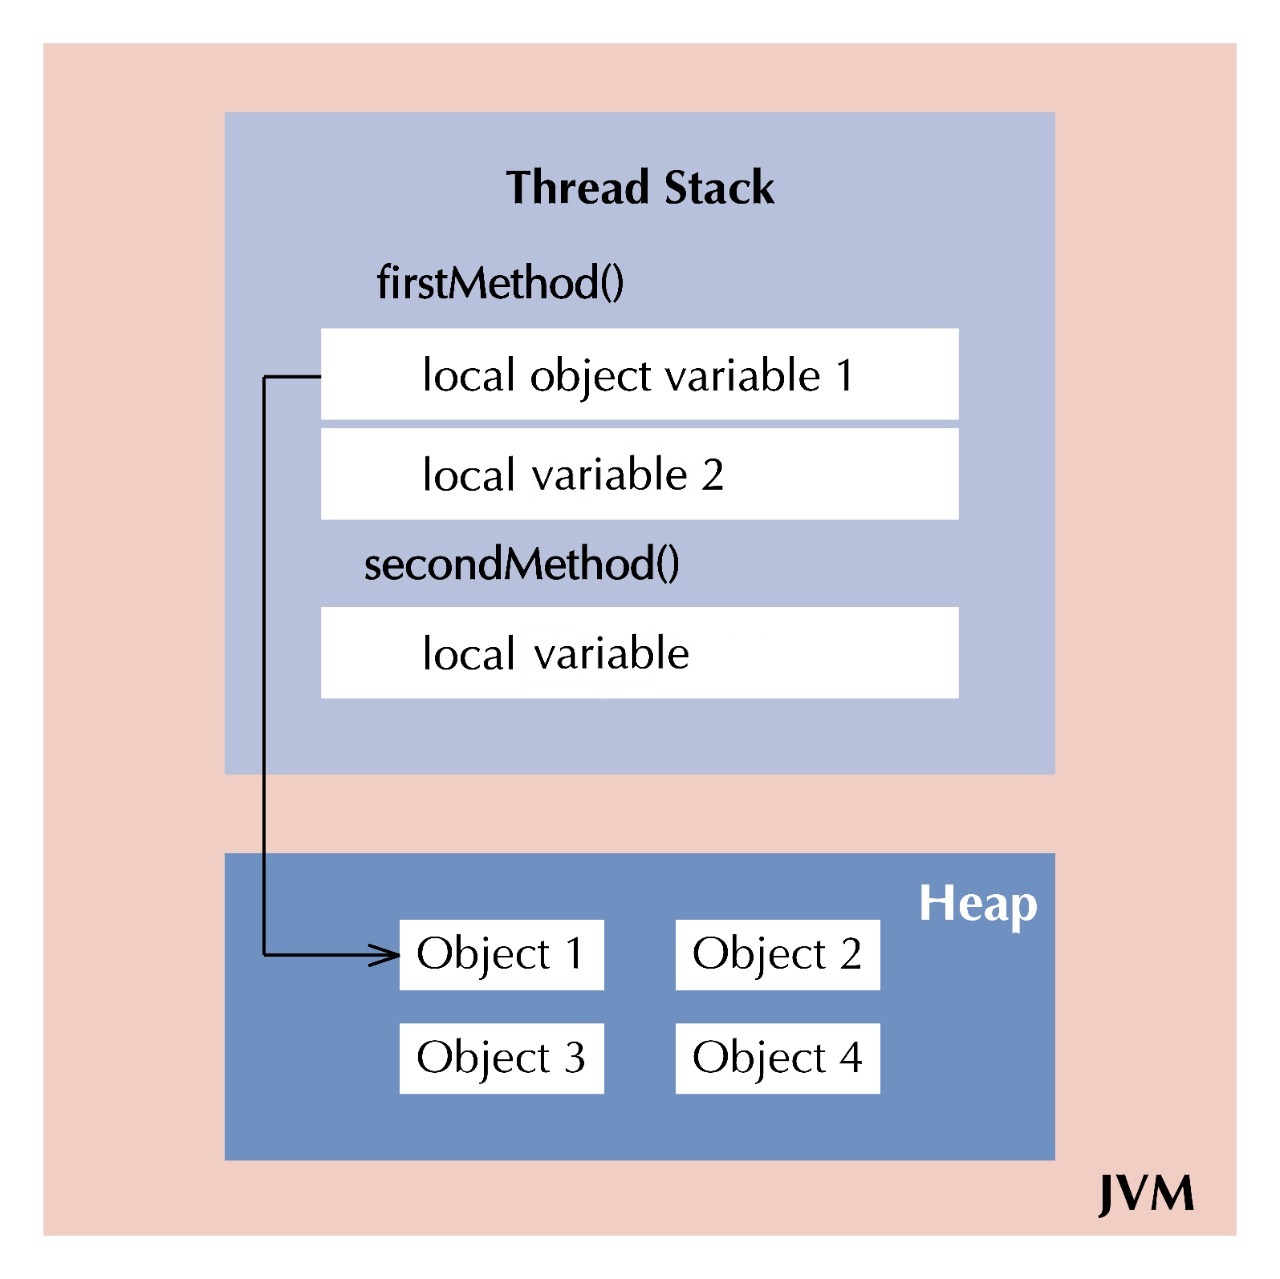 Thread Stack
firstMethod()
local object variable 1
local variable 2
secondMethod()
local variable
Heap
Object 1
Object 2
Object 3
Object 4
JVM